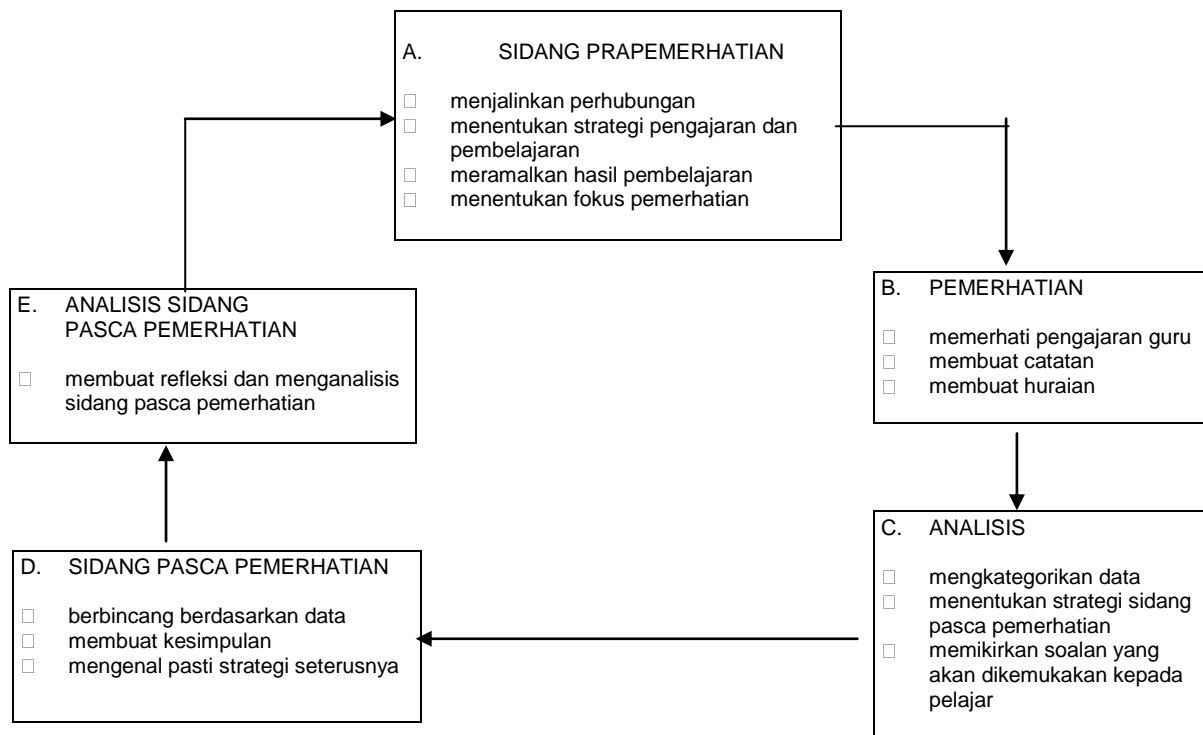 A. SIDANG PRAPEMERHATIAN
menjalinkan perhubungan
menentukan strategi pengajaran dan
pembelajaran
meramalkan hasil pembelajaran
menentukan fokus pemerhatian
B. PEMERHATIAN
memerhati pengajaran guru
membuat catatan
membuat huraian
C. ANALISIS
mengkategorikan data
menentukan strategi sidang
pasca pemerhatian
memikirkan soalan yang
akan dikemukakan kepada
pelajar
D. SIDANG PASCA PEMERHATIAN
berbincang berdasarkan data
membuat kesimpulan
mengenal pasti strategi seterusnya
E. ANALISIS SIDANG
PASCA PEMERHATIAN
membuat refleksi dan menganalisis
sidang pasca pemerhatian